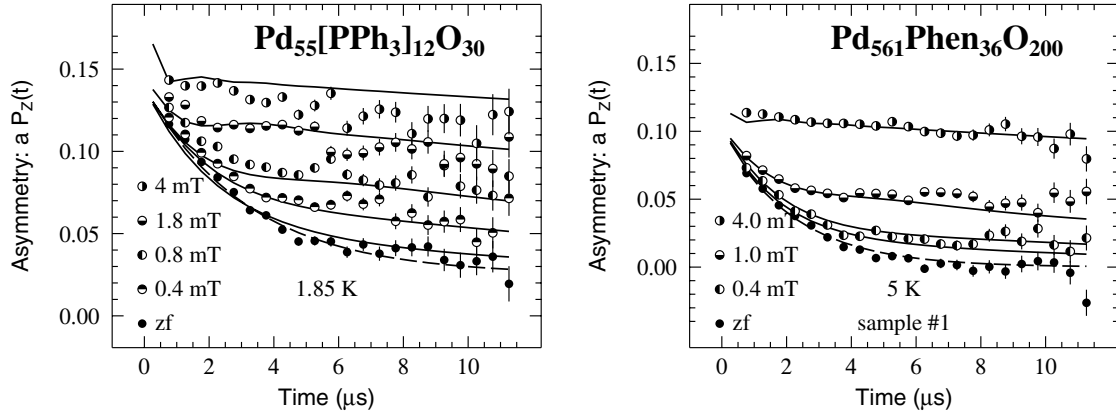 Pd₅₅[PPh₃]₁₂O₃₀
Asymmetry: a P_Z(t)
0.15
0.10
0.05
0.00
4 mT
1.8 mT
0.8 mT
0.4 mT
zf
1.85 K
0 2 4 6 8 10
Time (μs)
Pd₅₆₁Phen₃₆O₂₀₀
Asymmetry: a P_Z(t)
0.15
0.10
0.05
0.00
4.0 mT
1.0 mT
0.4 mT
zf
5 K
sample #1
0 2 4 6 8 10
Time (μs)